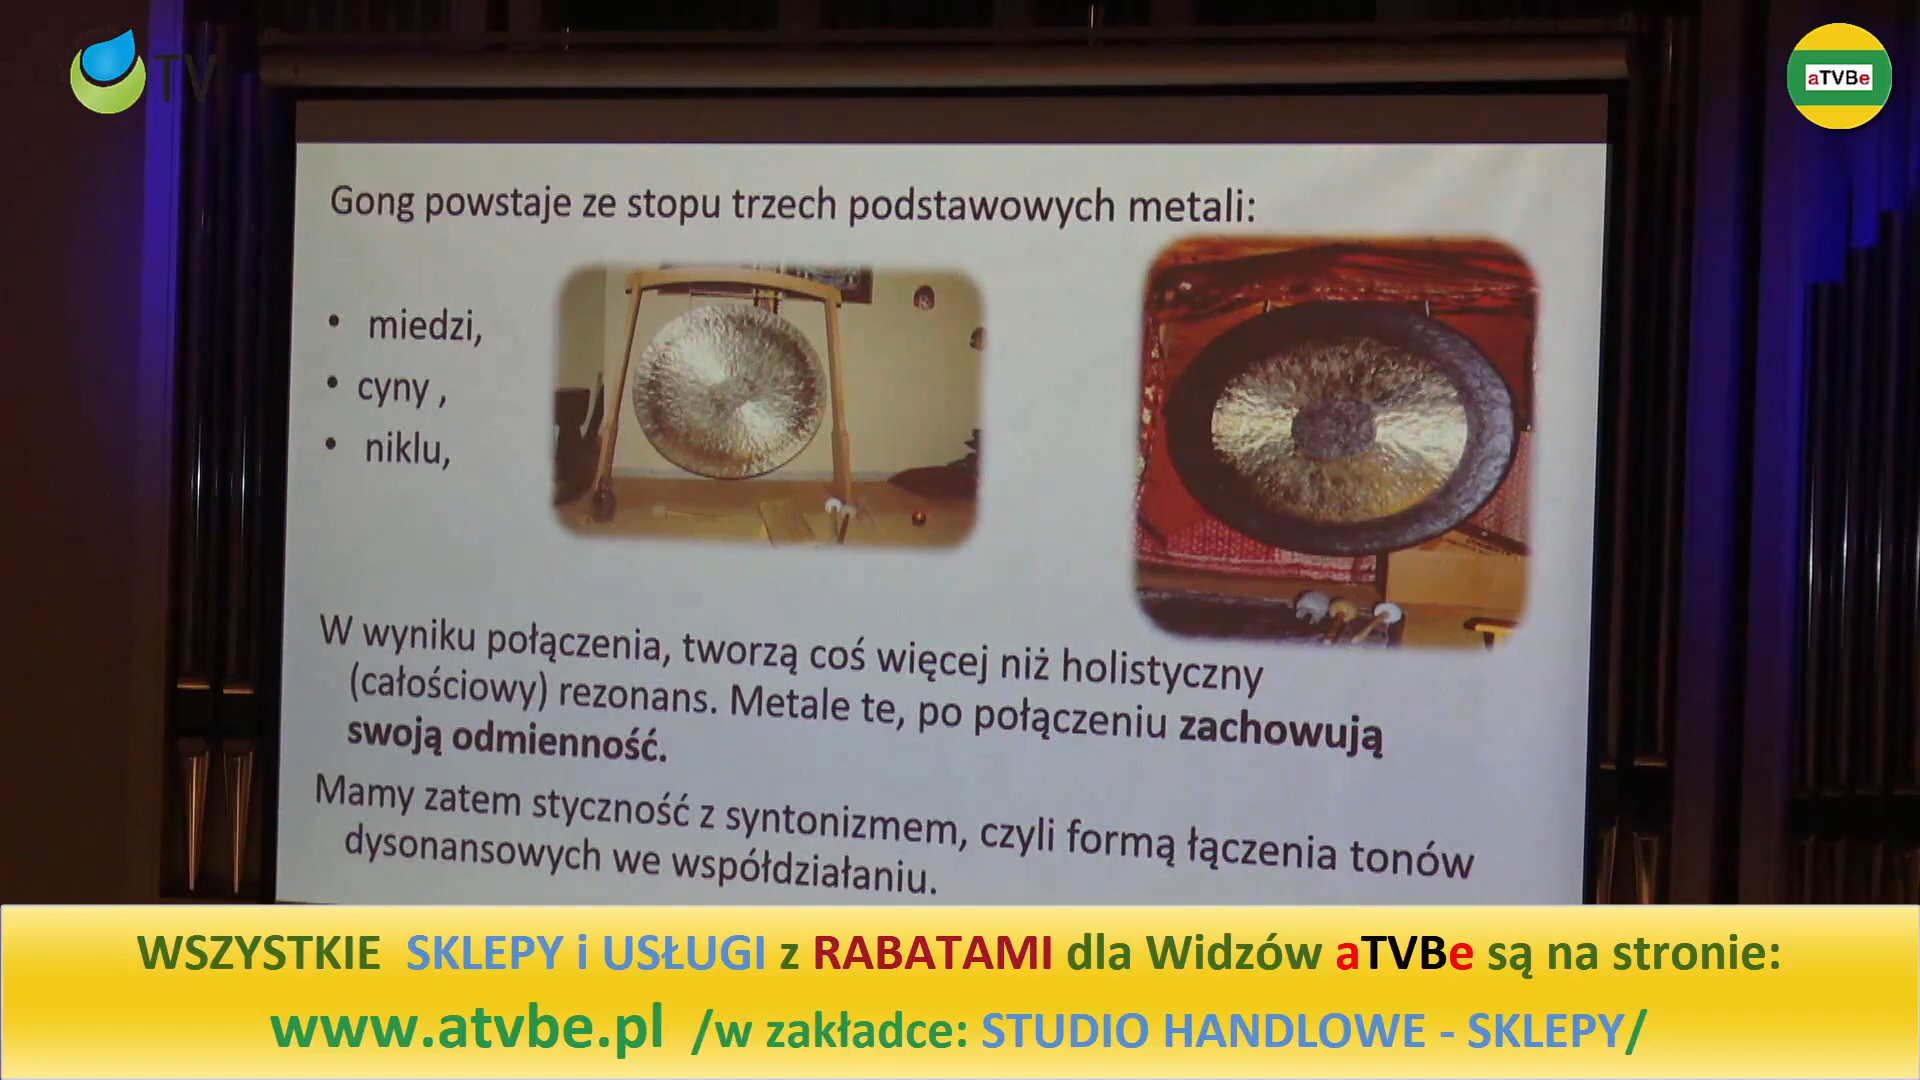 TV
aTVBe
Gong powstaje ze stopu trzech podstawowych metali:
• miedzi,
• cyny ,
• niklu,
W wyniku połączenia, tworzą coś więcej niż holistyczny
(całościowy) rezonans. Metale te, po połączeniu zachowują
swoją odmienność.
Mamy zatem styczność z syntonizmem, czyli formą łączenia tonów
dysonansowych we współdziałaniu.
WSZYSTKIE SKLEPY i USŁUGI z RABATAMI dla Widzów aTVBe są na stronie:
www.atvbe.pl /w zakładce: STUDIO HANDLOWE - SKLEPY/